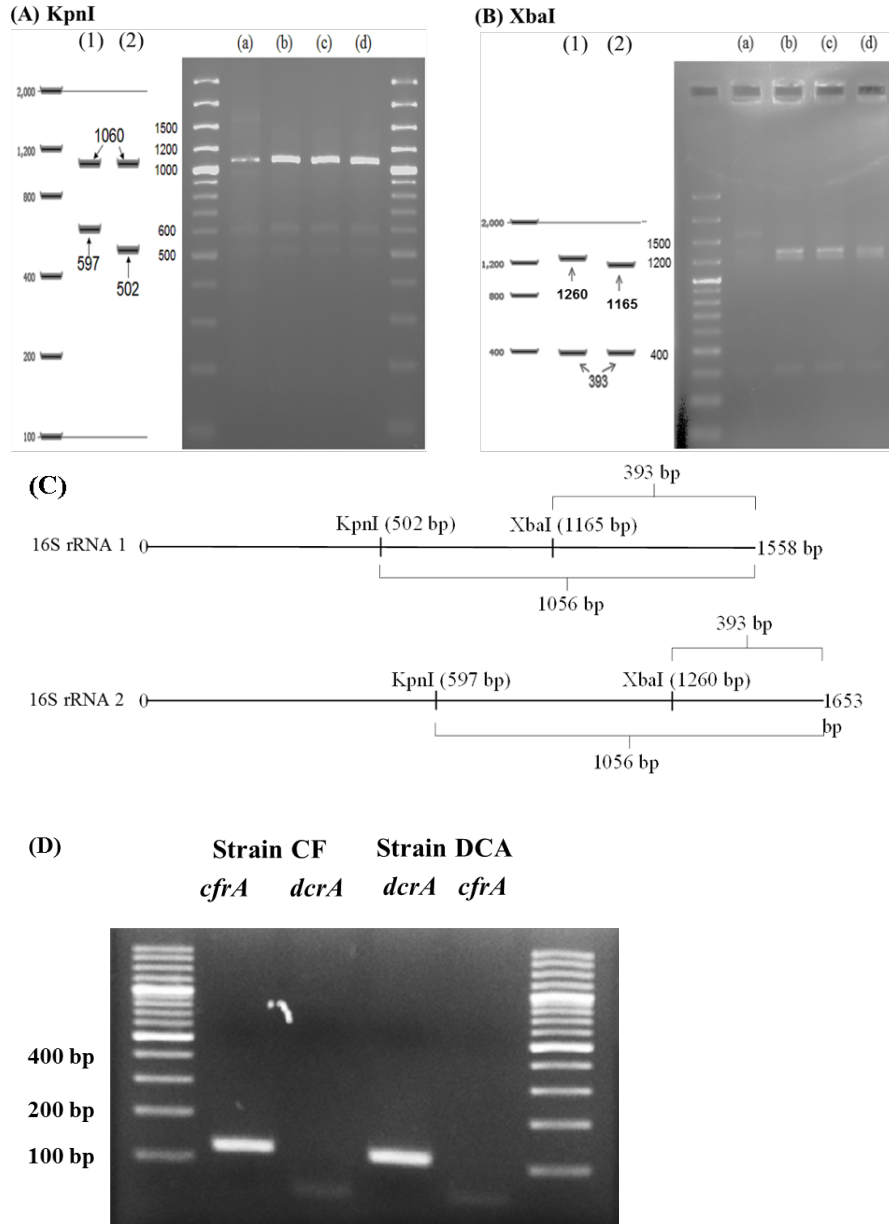 (A) KpnI
(1) (2) (a) (b) (c) (d)
2,000
1,200
800
400
200
100
1060
597
502
1500
1200
1000
600
500
(B) XbaI
(1) (2) (a) (b) (c) (d)
2,000
1,200
800
400
1260
1165
393
1500
1200
400
(C)
393 bp
KpnI (502 bp) XbaI (1165 bp)
16S rRNA 1 0 1558 bp
1056 bp
393 bp
KpnI (597 bp) XbaI (1260 bp)
16S rRNA 2 0 1653
bp
1056 bp
(D)
Strain CF Strain DCA
cfrA dcrA dcrA cfrA
400 bp
200 bp
100 bp